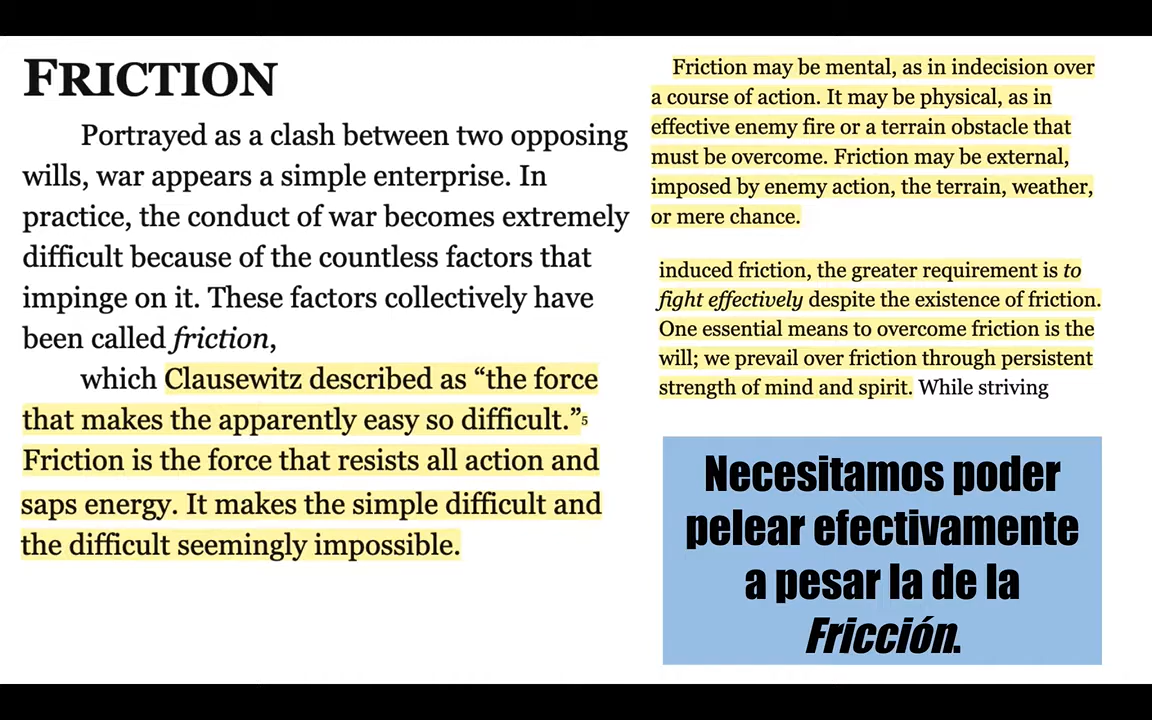 FRICTION
Portrayed as a clash between two opposing
wills, war appears a simple enterprise. In
practice, the conduct of war becomes extremely
difficult because of the countless factors that
impinge on it. These factors collectively have
been called friction,
which Clausewitz described as “the force
that makes the apparently easy so difficult.”5
Friction is the force that resists all action and
saps energy. It makes the simple difficult and
the difficult seemingly impossible.
Friction may be mental, as in indecision over
a course of action. It may be physical, as in
effective enemy fire or a terrain obstacle that
must be overcome. Friction may be external,
imposed by enemy action, the terrain, weather,
or mere chance.
induced friction, the greater requirement is to
fight effectively despite the existence of friction.
One essential means to overcome friction is the
will; we prevail over friction through persistent
strength of mind and spirit. While striving
Necesitamos poder
pelear efectivamente
a pesar la de la
Fricción.